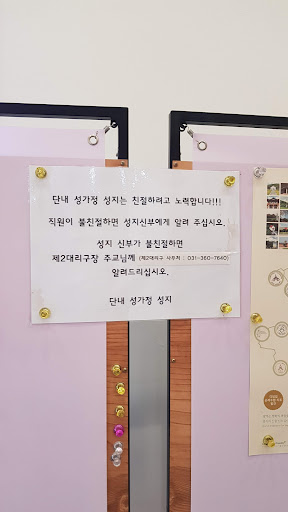 단내 성가정 성지는 친절하려고 노력합니다!!!
직원이 불친절하면 성지신부에게 알려 주십시오.
성지 신부가 불친절하면
제2대리구장 주교님께 (제2대리구 사무처 : 031-360-7640)
알려드리십시오.
단내 성가정 성지